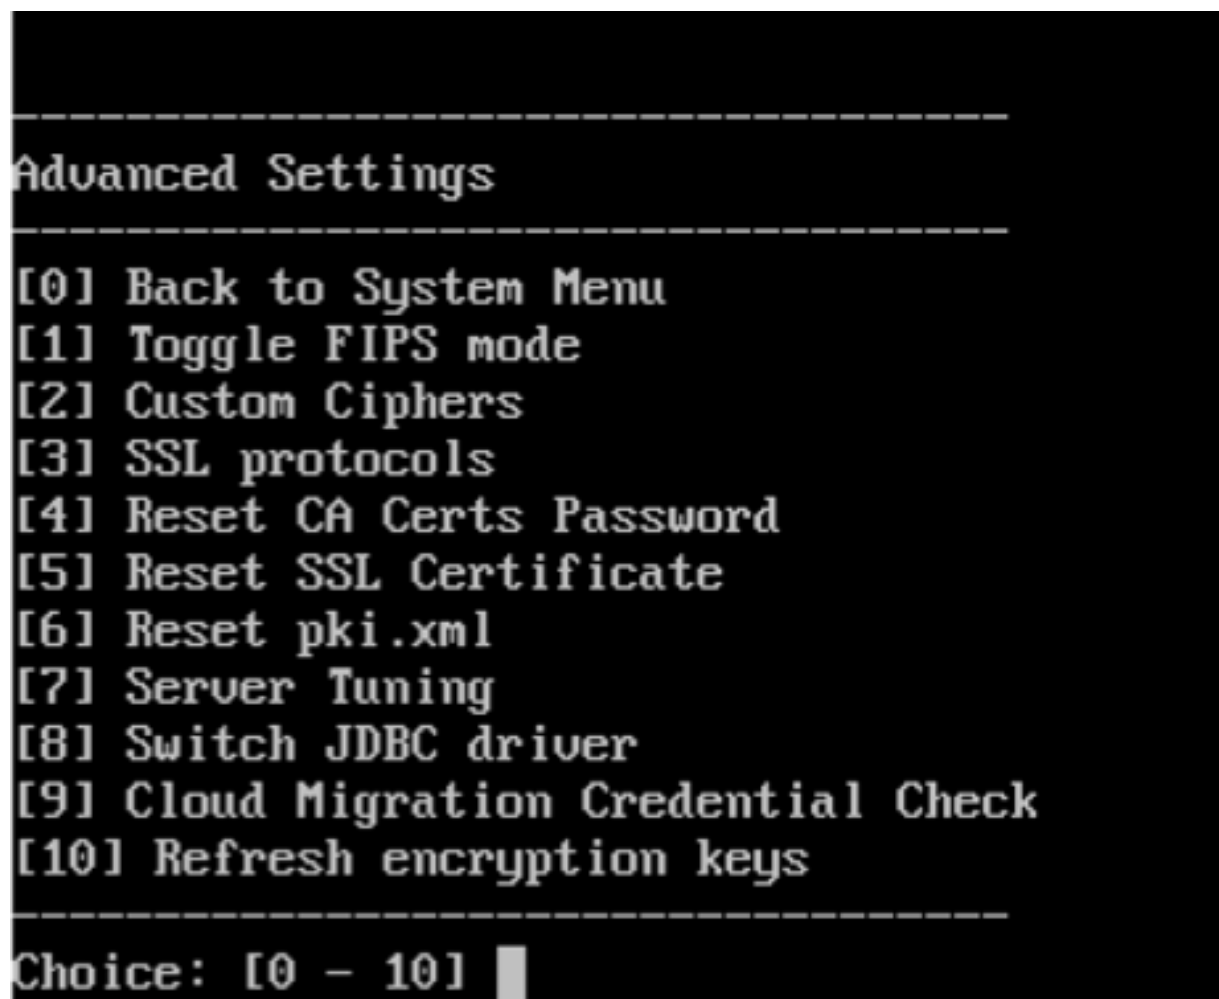 -----------------------------------
Advanced Settings
-----------------------------------
[0] Back to System Menu
[1] Toggle FIPS mode
[2] Custom Ciphers
[3] SSL protocols
[4] Reset CA Certs Password
[5] Reset SSL Certificate
[6] Reset pki.xml
[7] Server Tuning
[8] Switch JDBC driver
[9] Cloud Migration Credential Check
[10] Refresh encryption keys
-----------------------------------
Choice: [0 - 10]